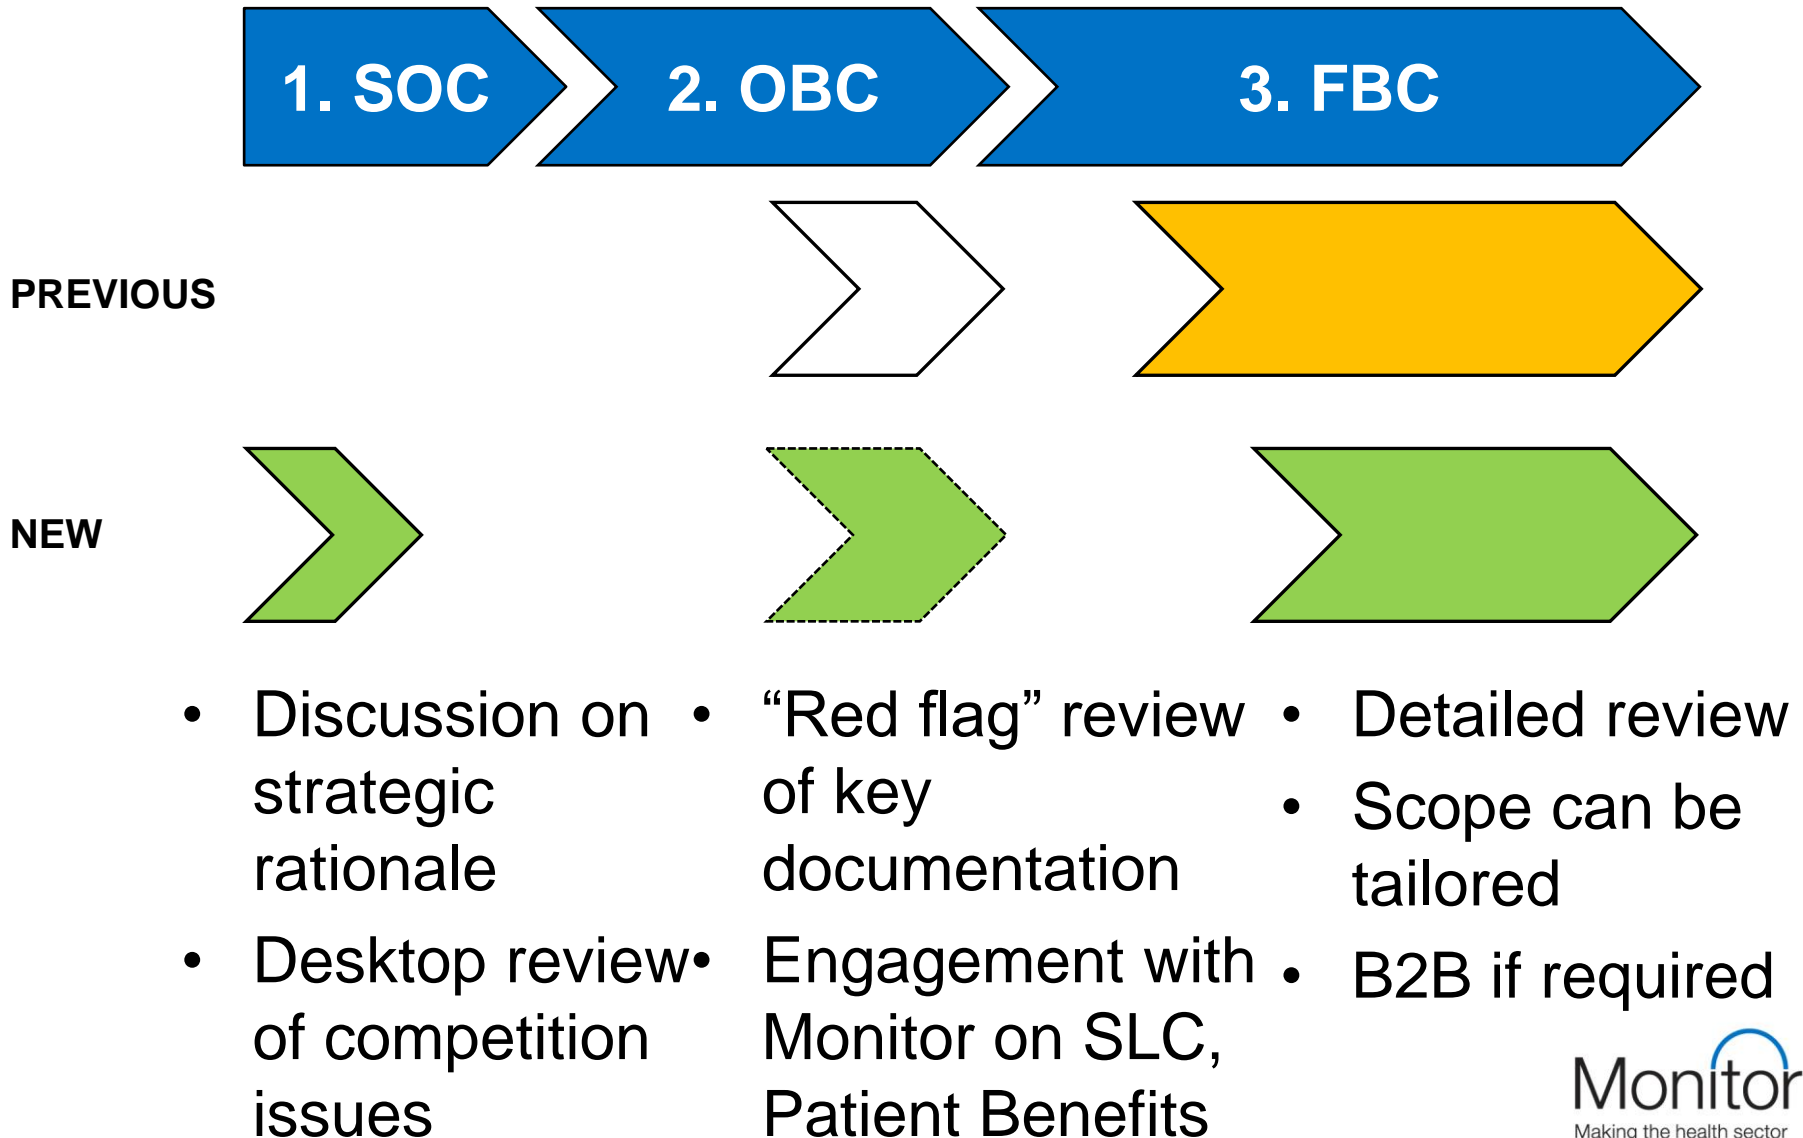 1. SOC
2. OBC
3. FBC
PREVIOUS
NEW
• Discussion on
strategic
rationale
• Desktop review
of competition
issues
• “Red flag” review
of key
documentation
• Engagement with
Monitor on SLC,
Patient Benefits
• Detailed review
• Scope can be
tailored
• B2B if required
Monitor
Making the health sector